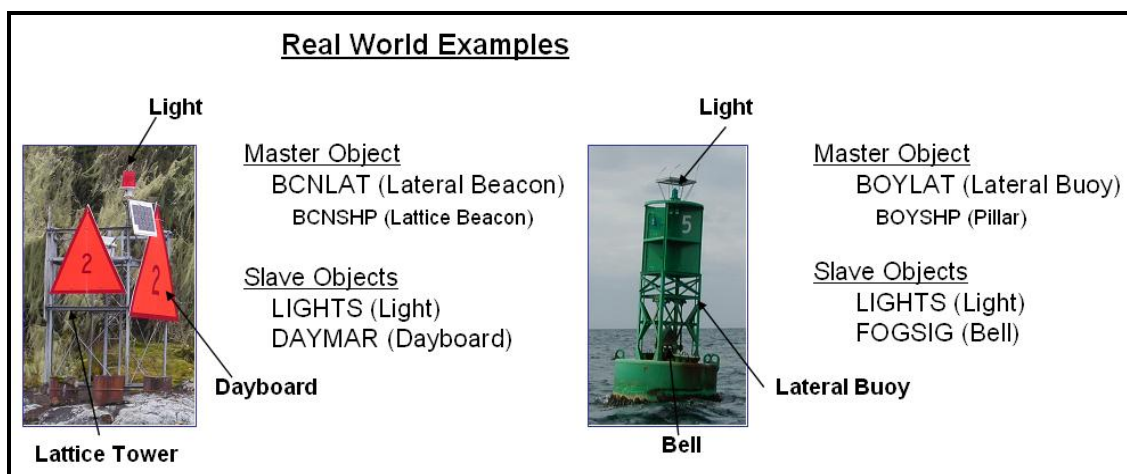 Real World Examples
Light
Master Object
BCNLAT (Lateral Beacon)
BCNSHP (Lattice Beacon)
Slave Objects
LIGHTS (Light)
DAYMAR (Dayboard)
2
2
Dayboard
Lattice Tower
Light
Master Object
BOYLAT (Lateral Buoy)
BOYSHP (Pillar)
Slave Objects
LIGHTS (Light)
FOGSIG (Bell)
5
Lateral Buoy
Bell